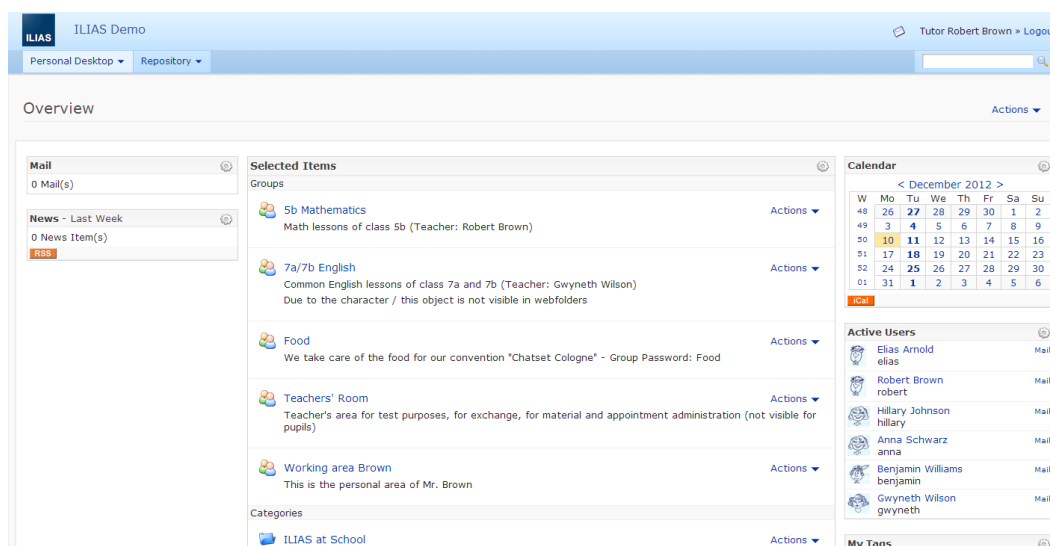 ILIAS
ILIAS Demo
Tutor Robert Brown » Logou
Personal Desktop
Repository
Overview
Actions
Mail
0 Mail(s)
News - Last Week
0 News Item(s)
RSS
Selected Items
Groups
5b Mathematics
Actions
Math lessons of class 5b (Teacher: Robert Brown)
7a/7b English
Actions
Common English lessons of class 7a and 7b (Teacher: Gwyneth Wilson)
Due to the character / this object is not visible in webfolders
Food
Actions
We take care of the food for our convention "Chatset Cologne" - Group Password: Food
Teachers' Room
Actions
Teacher's area for test purposes, for exchange, for material and appointment administration (not visible for
pupils)
Working area Brown
Actions
This is the personal area of Mr. Brown
Categories
ILIAS at School
Actions
Calendar
< December 2012 >
W Mo Tu We Th Fr Sa Su
48 26 27 28 29 30 1 2
49 3 4 5 6 7 8 9
50 10 11 12 13 14 15 16
51 17 18 19 20 21 22 23
52 24 25 26 27 28 29 30
01 31 1 2 3 4 5 6
iCal
Active Users
Elias Arnold Mail
elias
Robert Brown Mail
robert
Hillary Johnson Mail
hillary
Anna Schwarz Mail
anna
Benjamin Williams Mail
benjamin
Gwyneth Wilson Mail
gwyneth
My Tags